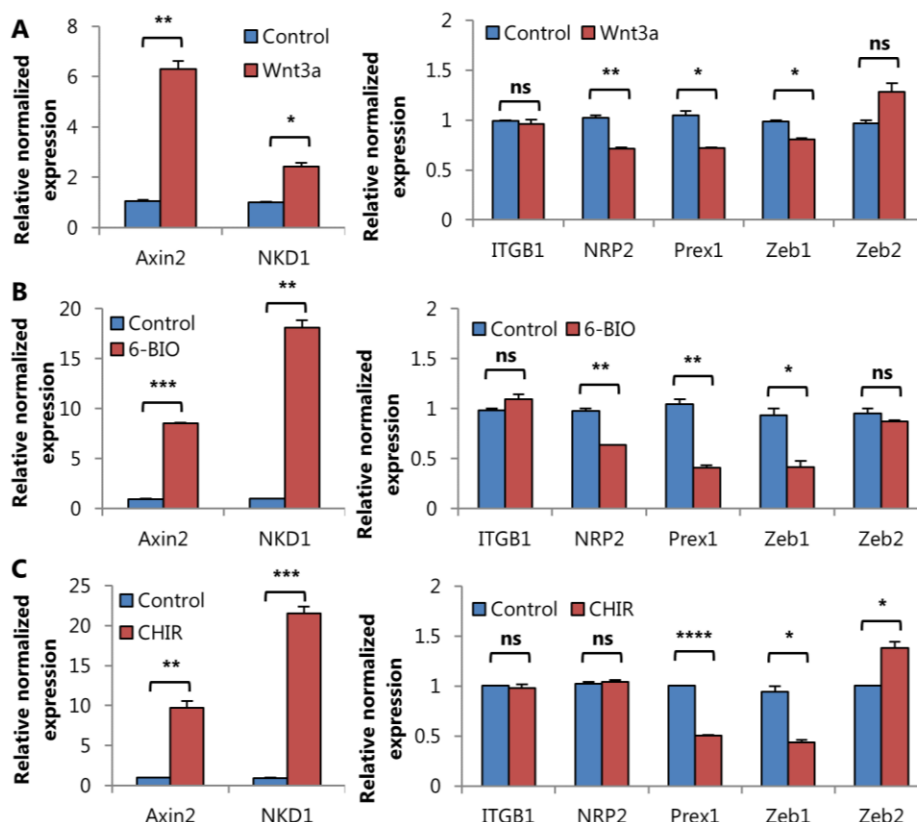 A
Relative normalized expression
8
6
4
2
0
**
*
Control
Wnt3a
Axin2 NKD1
Relative normalized expression
2
1.5
1
0.5
0
Control Wnt3a
ns ** * * ns
ITGB1 NRP2 Prex1 Zeb1 Zeb2
B
Relative normalized expression
20
15
10
5
0
Control
6-BIO
***
**
Axin2 NKD1
Relative normalized expression
2
1.5
1
0.5
0
Control 6-BIO
ns ** ** * ns
ITGB1 NRP2 Prex1 Zeb1 Zeb2
C
Relative normalized expression
25
20
15
10
5
0
Control
CHIR
**
***
Axin2 NKD1
Relative normalized expression
2
1.5
1
0.5
0
Control CHIR
ns ns **** * *
ITGB1 NRP2 Prex1 Zeb1 Zeb2